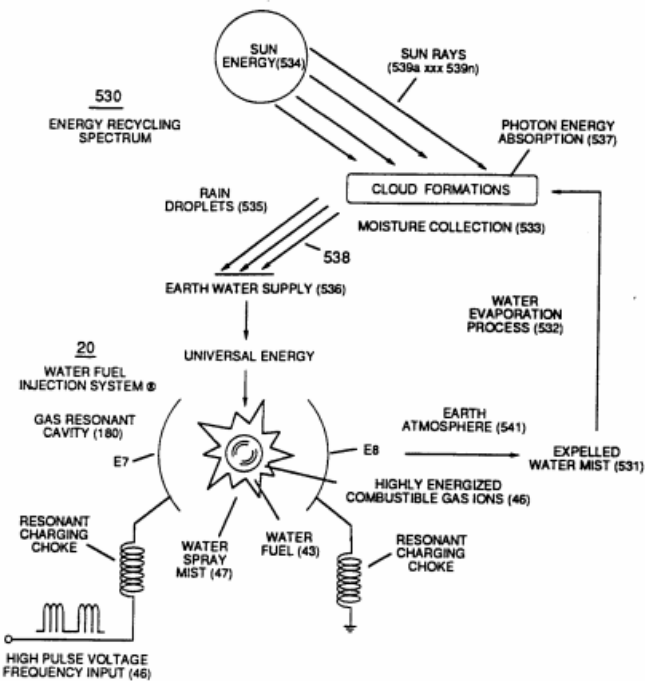 SUN
ENERGY(534)
SUN RAYS
(539a xxx 539n)
530
ENERGY RECYCLING
SPECTRUM
PHOTON ENERGY
ABSORPTION (537)
CLOUD FORMATIONS
RAIN
DROPLETS (535)
MOISTURE COLLECTION (533)
538
EARTH WATER SUPPLY (536)
WATER
EVAPORATION
PROCESS (532)
UNIVERSAL ENERGY
20
WATER FUEL
INJECTION SYSTEM ®
GAS RESONANT
CAVITY (180)
E7
E8
EARTH
ATMOSPHERE (541)
EXPELLED
WATER MIST (531)
HIGHLY ENERGIZED
COMBUSTIBLE GAS IONS (46)
RESONANT
CHARGING
CHOKE
WATER
SPRAY
MIST (47)
WATER
FUEL (43)
RESONANT
CHARGING
CHOKE
HIGH PULSE VOLTAGE
FREQUENCY INPUT (46)